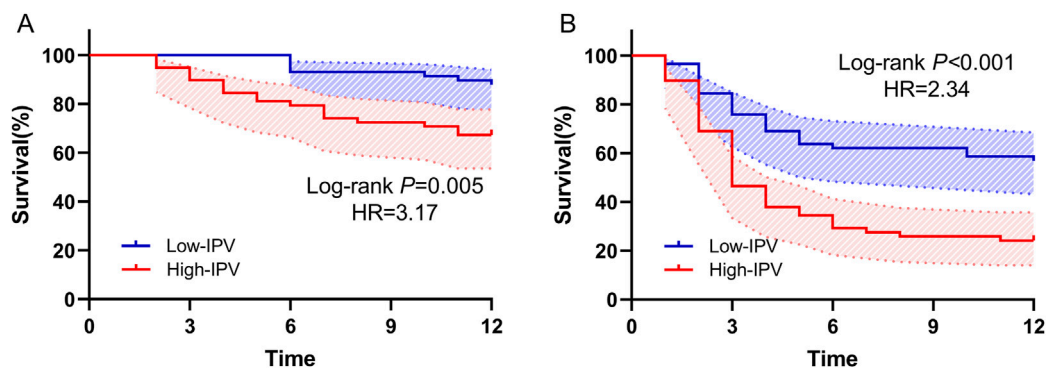 A
Survival(%)
100
80
60
40
20
0
Log-rank P=0.005
HR=3.17
Low-IPV
High-IPV
0 3 6 9 12
Time
B
Survival(%)
100
80
60
40
20
0
Log-rank P<0.001
HR=2.34
Low-IPV
High-IPV
0 3 6 9 12
Time